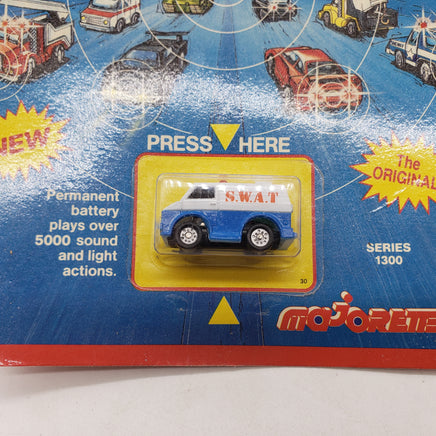 NEW
PRESS HERE
Permanent
battery
plays over
5000 sound
and light
actions.
S.W.A.T
The
ORIGINAL
SERIES
1300
30
MAJORETTE